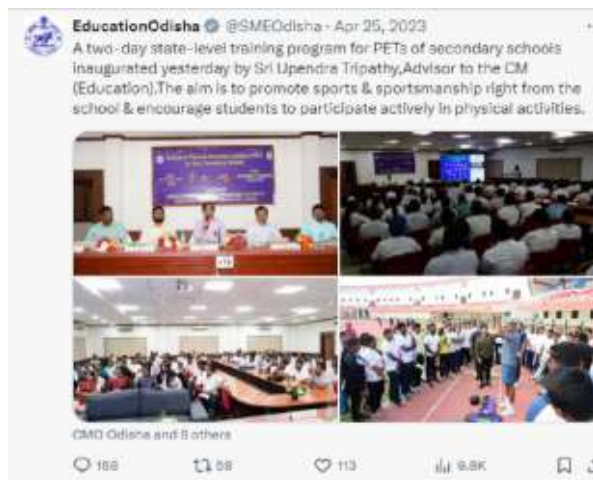 EducationOdisha @SMEOdisha · Apr 25, 2023
A two-day state-level training program for PETs of secondary schools
inaugurated yesterday by Sri Upendra Tripathy,Advisor to the CM
(Education).The aim is to promote sports & sportsmanship right from the
school & encourage students to participate actively in physical activities.
CMO Odisha and 8 others
58 113 9.8K